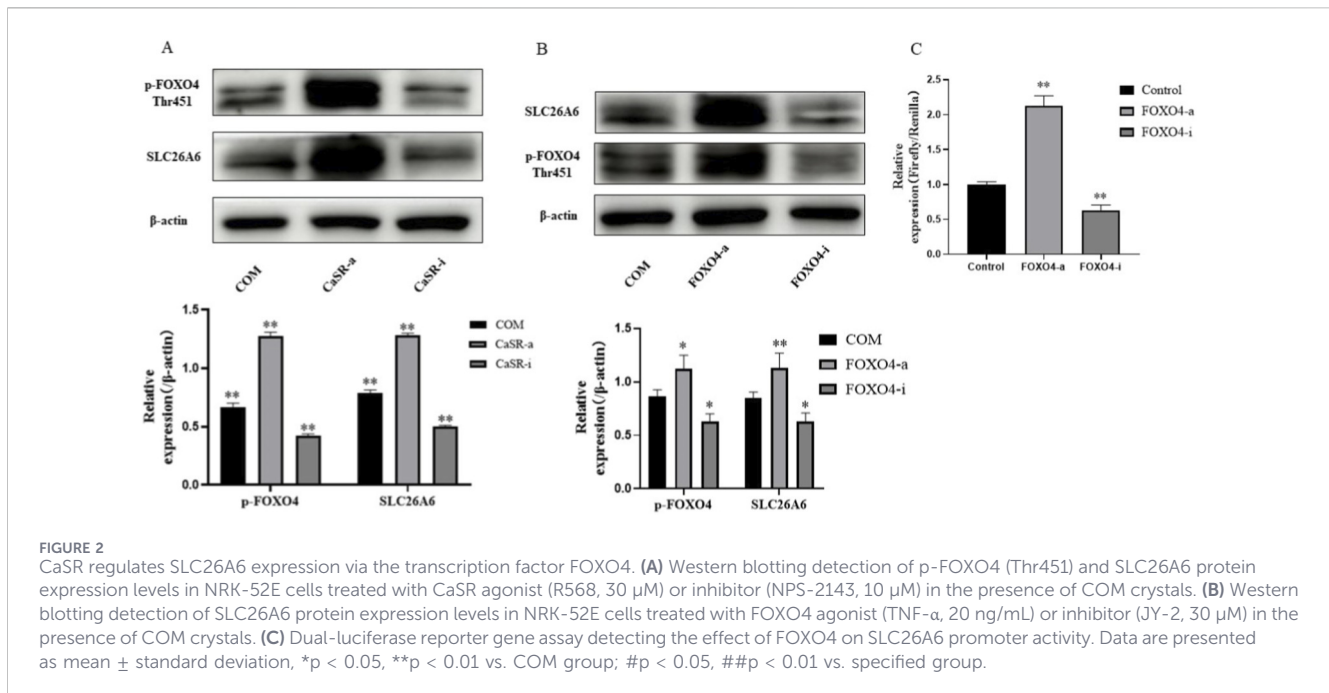 A
p-FOXO4
Thr451
SLC26A6
β-actin
COM
CaSR-a
CaSR-i
Relative
expression(/β-actin)
1.5
1.0
0.5
0.0
**
**
**
**
**
**
p-FOXO4
SLC26A6
COM
CaSR-a
CaSR-i
B
SLC26A6
p-FOXO4
Thr451
β-actin
COM
FOXO4-a
FOXO4-i
Relative
expression(/β-actin)
1.5
1.0
0.5
0.0
*
*
**
*
p-FOXO4
SLC26A6
COM
FOXO4-a
FOXO4-i
C
Relative
expression(Firefly/Renilla)
2.5
2.0
1.5
1.0
0.5
0.0
**
**
Control
FOXO4-a
FOXO4-i
Control
FOXO4-a
FOXO4-i
FIGURE 2
CaSR regulates SLC26A6 expression via the transcription factor FOXO4. (A) Western blotting detection of p-FOXO4 (Thr451) and SLC26A6 protein
expression levels in NRK-52E cells treated with CaSR agonist (R568, 30 μM) or inhibitor (NPS-2143, 10 μM) in the presence of COM crystals. (B) Western
blotting detection of SLC26A6 protein expression levels in NRK-52E cells treated with FOXO4 agonist (TNF-α, 20 ng/mL) or inhibitor (JY-2, 30 μM) in the
presence of COM crystals. (C) Dual-luciferase reporter gene assay detecting the effect of FOXO4 on SLC26A6 promoter activity. Data are presented
as mean ± standard deviation, *p < 0.05, **p < 0.01 vs. COM group; #p < 0.05, ##p < 0.01 vs. specified group.